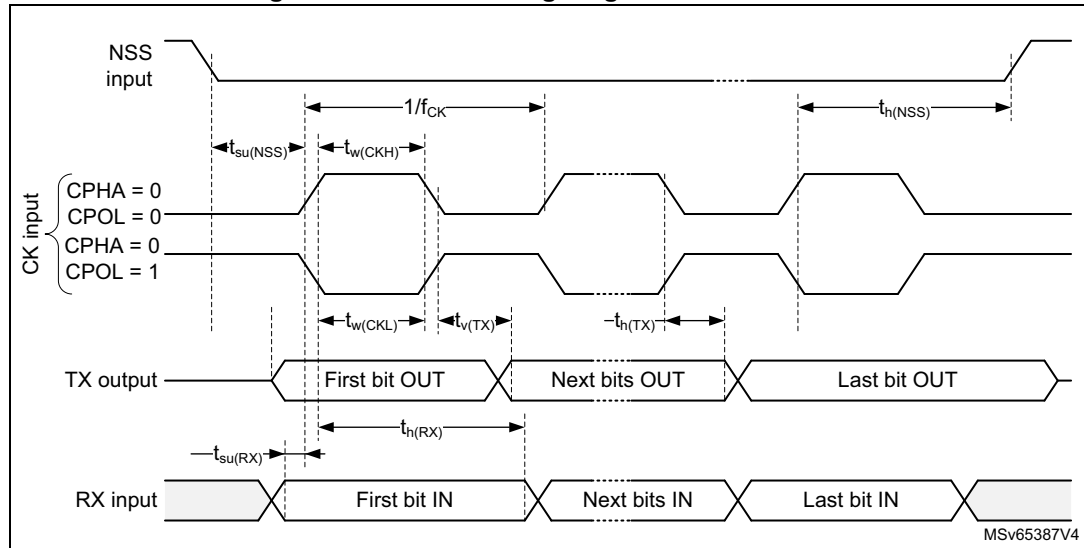 NSS
input
1/fCK
th(NSS)
tsu(NSS)
tw(CKH)
CK input
CPHA = 0
CPOL = 0
CPHA = 0
CPOL = 1
tw(CKL)
tv(TX)
th(TX)
TX output
First bit OUT
Next bits OUT
Last bit OUT
th(RX)
tsu(RX)
RX input
First bit IN
Next bits IN
Last bit IN
MSv65387V4